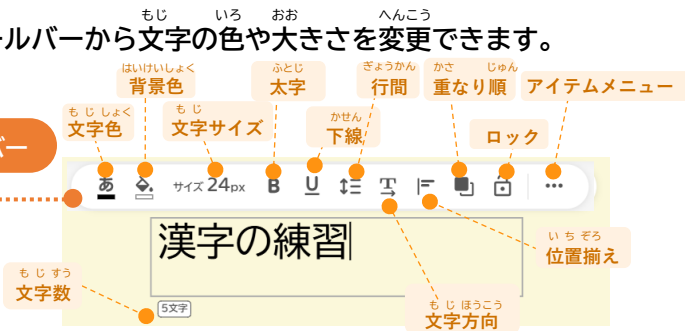 もじ いろ おお へんこう
ールバーから文字の色や大きさを変更できます。
はいけいしょく ふとじ ぎょうかん かさ じゅん
背景色 太字 行間 重なり順 アイテムメニュー
もじしょく もじ かせん
文字色 文字サイズ 下線 ロック
バー
あ サイズ 24px B U T ...
漢字の練習
いちぞろ
位置揃え
もじすう
文字数
5文字
もじほうこう
文字方向